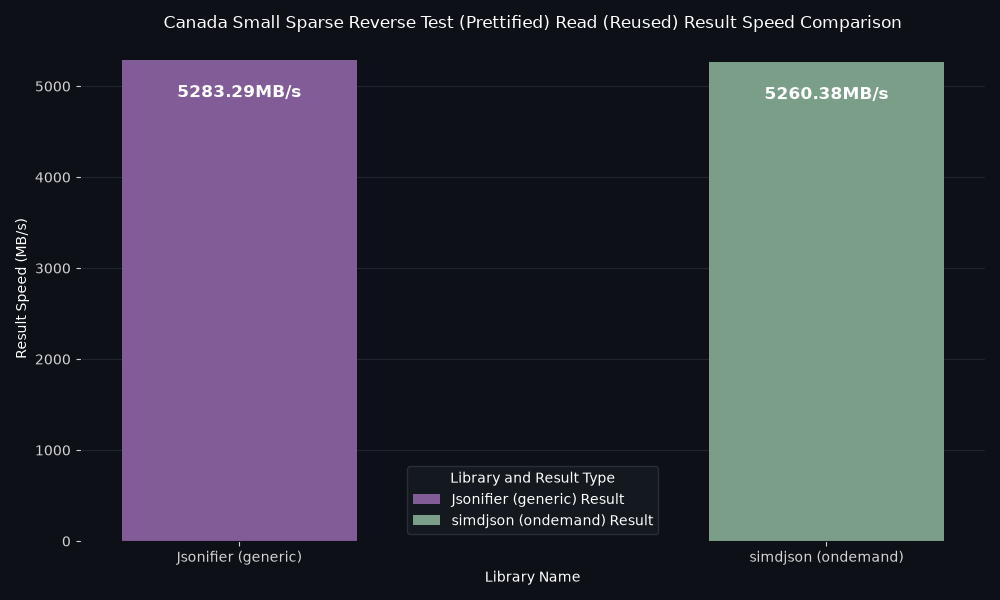 Canada Small Sparse Reverse Test (Prettified) Read (Reused) Result Speed Comparison
5283.29MB/s
5260.38MB/s
5000
4000
3000
2000
1000
0
Result Speed (MB/s)
Library and Result Type
Jsonifier (generic) Result
simdjson (ondemand) Result
Jsonifier (generic)
simdjson (ondemand)
Library Name